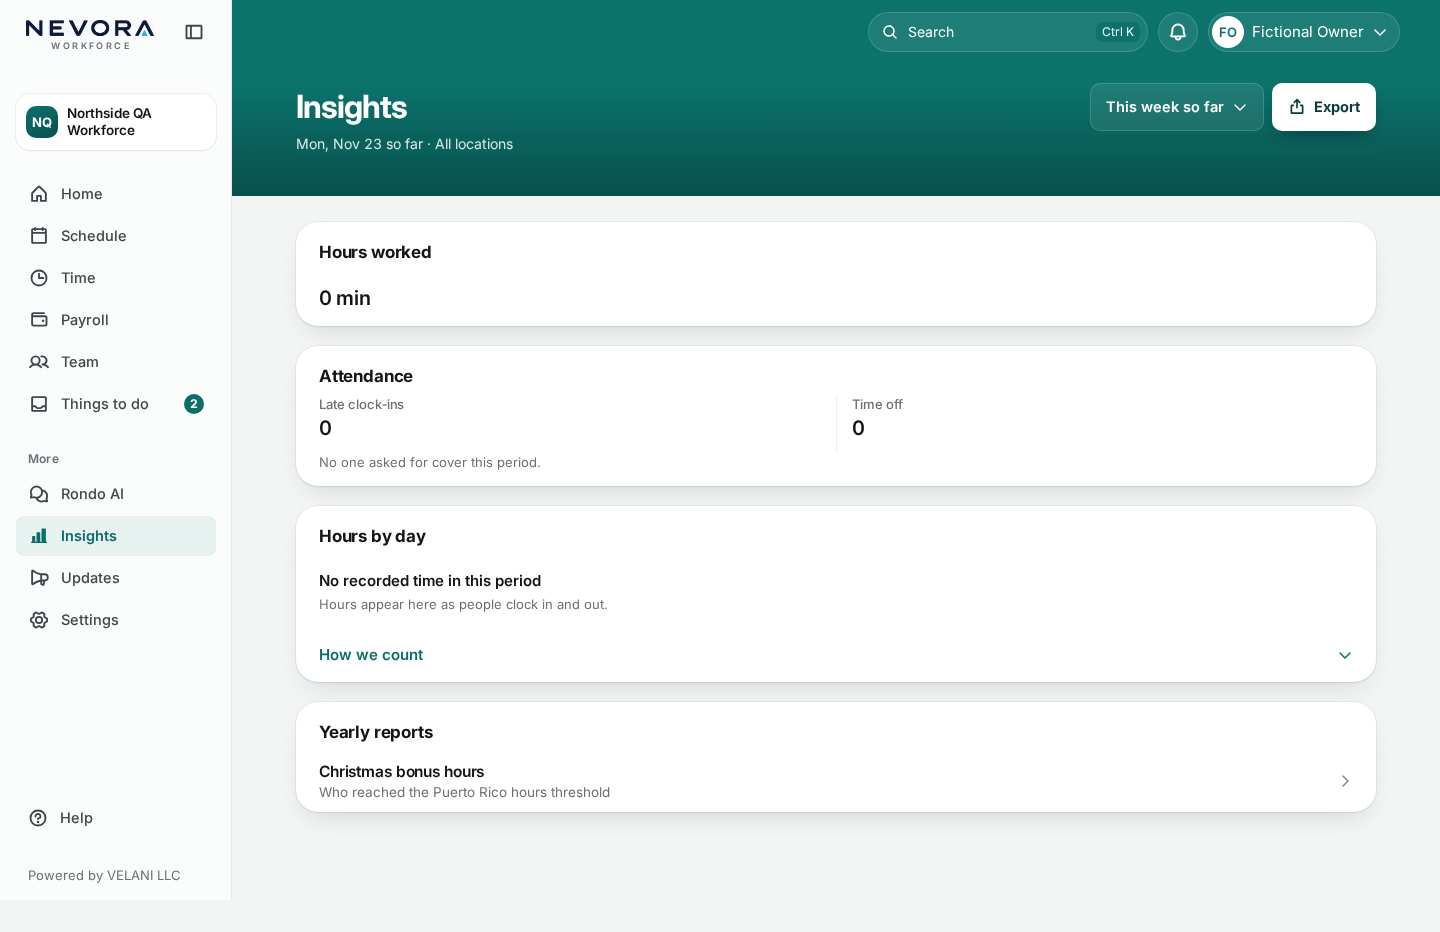 NEVORA
WORKFORCE
Search
Ctrl K
FO
Fictional Owner
NQ
Northside QA
Workforce
Home
Schedule
Time
Payroll
Team
Things to do
2
More
Rondo AI
Insights
Updates
Settings
Help
Powered by VELANI LLC
Insights
Mon, Nov 23 so far · All locations
This week so far
Export
Hours worked
0 min
Attendance
Late clock-ins
0
Time off
0
No one asked for cover this period.
Hours by day
No recorded time in this period
Hours appear here as people clock in and out.
How we count
Yearly reports
Christmas bonus hours
Who reached the Puerto Rico hours threshold